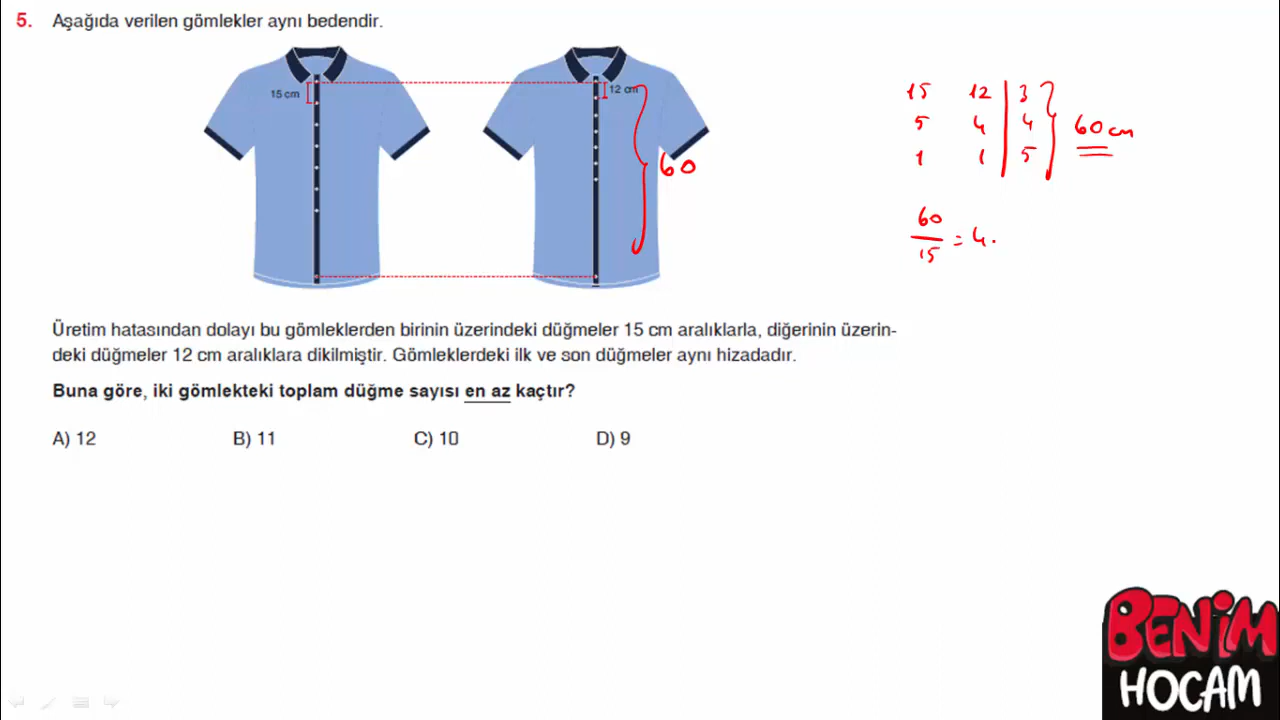 5. Aşağıda verilen gömlekler aynı bedendir.
15 cm
12 cm
60
15 12 3
5 4 4
1 1 5
60 cm
60
15
= 4.
Üretim hatasından dolayı bu gömleklerden birinin üzerindeki düğmeler 15 cm aralıklarla, diğerinin üzerin-
deki düğmeler 12 cm aralıklara dikilmiştir. Gömleklerdeki ilk ve son düğmeler aynı hizadadır.
Buna göre, iki gömlekteki toplam düğme sayısı en az kaçtır?
A) 12 B) 11 C) 10 D) 9
BENİM
HOCAM